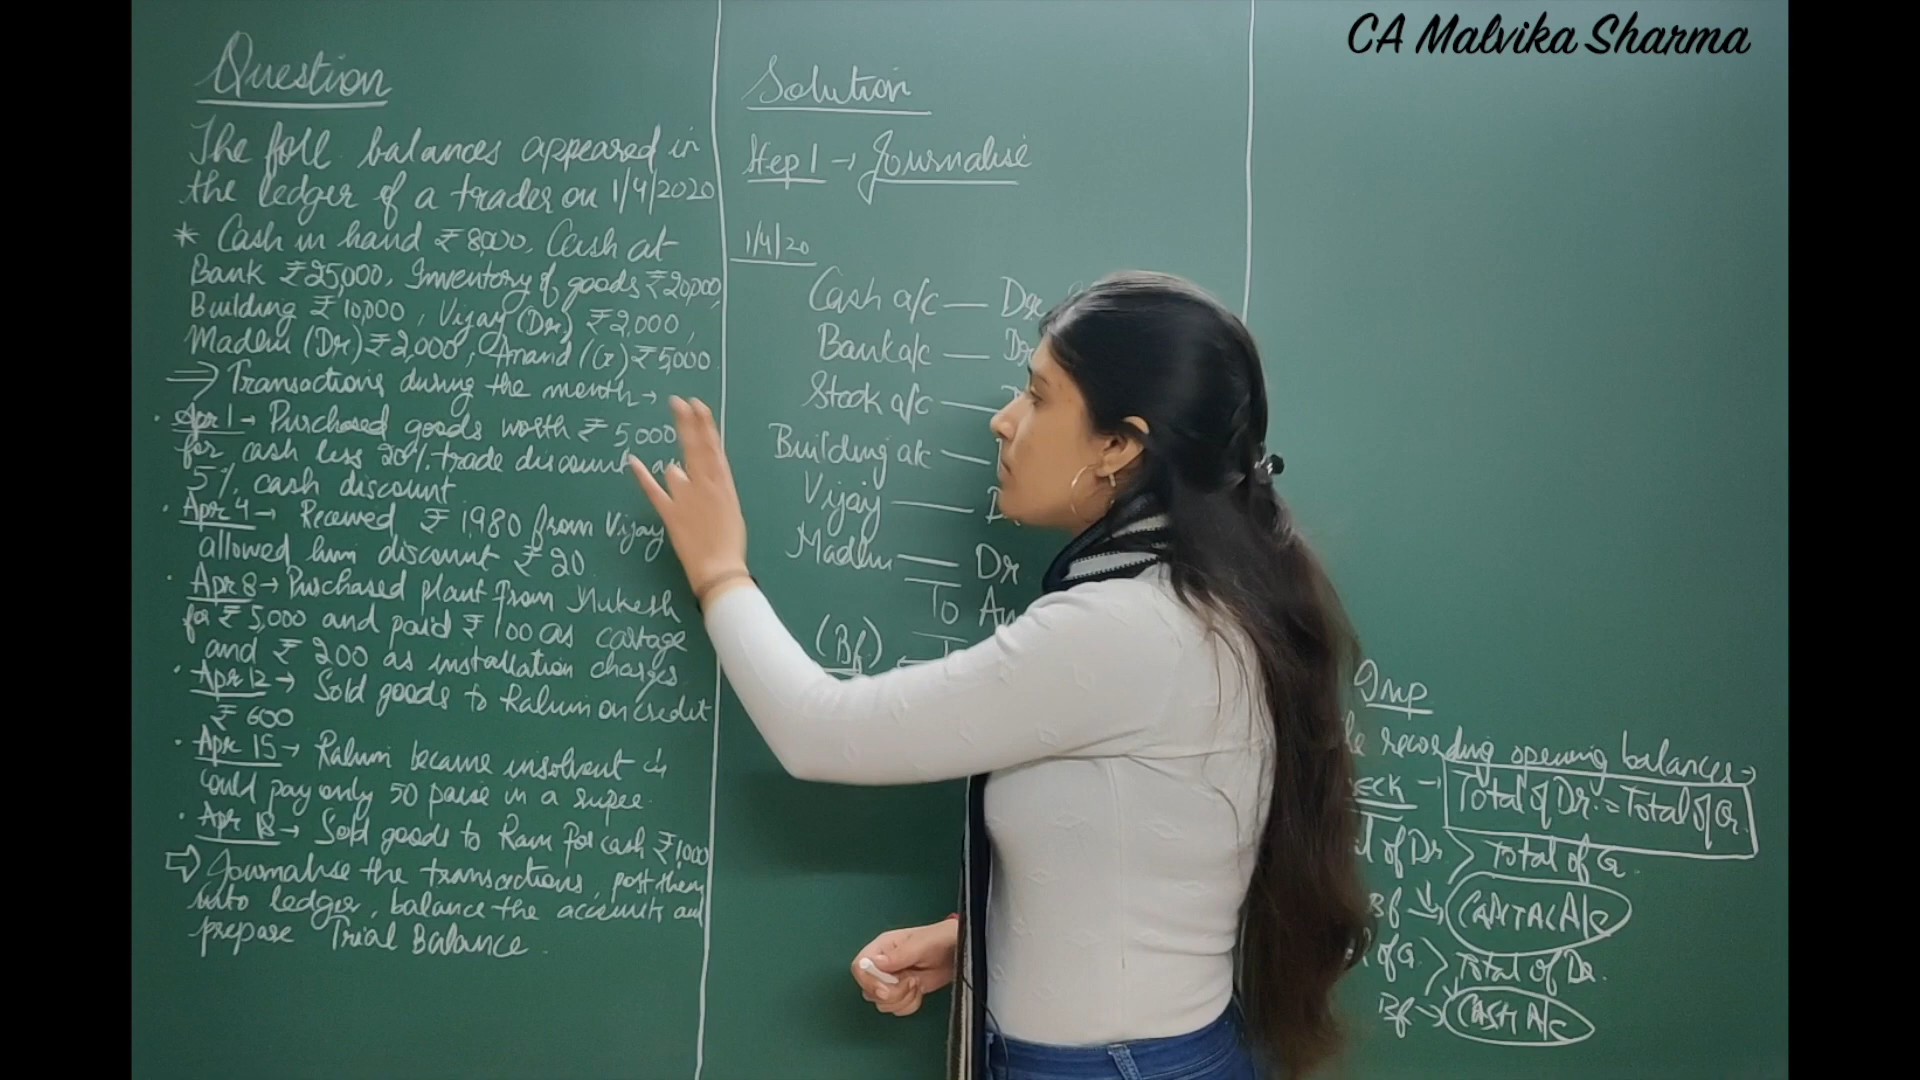 CA Malvika Sharma
Question
The foll. balances appeared in
the ledger of a trader on 1/4/2020
* Cash in hand ₹ 8,000, Cash at
Bank ₹25,000, Inventory of goods ₹20,000,
Building ₹ 10,000, Vijay (Dr) ₹2,000,
Madhu (Dr) ₹2,000, Anand (Cr) ₹5,000.
⇒ Transactions during the month →
• Apr 1 → Purchased goods worth ₹ 5,000
for cash less 20% trade discount
5% cash discount
• Apr 4 → Received ₹ 1,980 from Vijay
allowed him discount ₹ 20
• Apr 8 → Purchased plant from Mukesh
for ₹ 5,000 and paid ₹ 100 as cartage
and ₹ 200 as installation charges.
• Apr 12 → Sold goods to Rahim on credit
₹ 600
• Apr 15 → Rahim became insolvent &
could pay only 50 paise in a rupee.
• Apr 18 → Sold goods to Ram for cash ₹1,000
⇨ Journalise the transactions, post them
into ledger, balance the accounts and
prepare Trial Balance.
Solution
Step 1 → Journalise
1/4/20
Cash a/c — Dr
Bank a/c — Dr
Stock a/c —
Building a/c —
Vijay —
Madhu — Dr
To
(Bf) ←
Imp
recording opening balances →
→ Total of Dr. = Total of Cr.
of Dr > Total of Cr.
Bf → CAPITAL A/c
of Cr. > Total of Dr.
Bf → CASH A/c